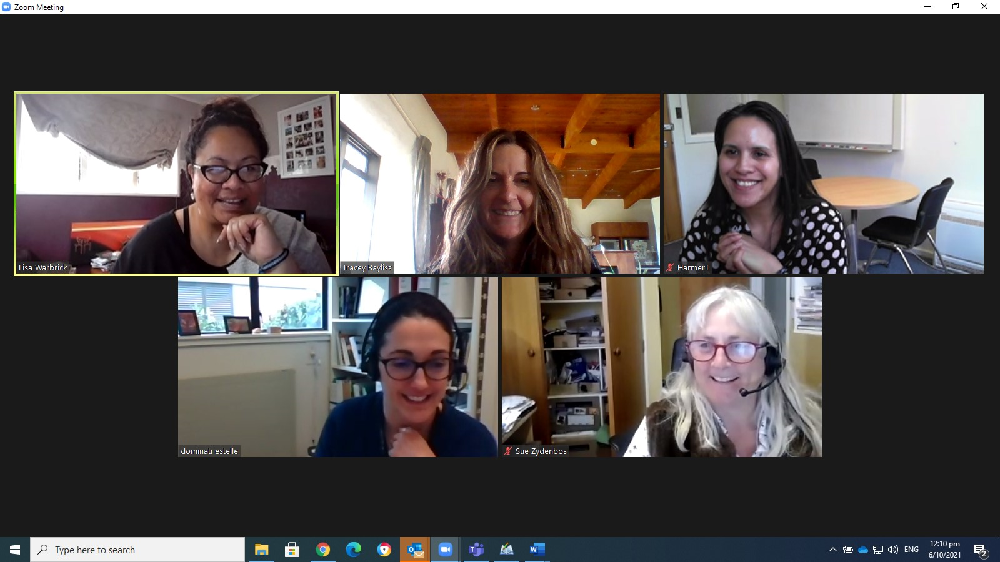 Zoom Meeting
Lisa Warbrick
Tracey Bayliss
HarmerT
dominati estelle
Sue Zydenbos
Type here to search
ENG
12:10 pm
6/10/2021
2